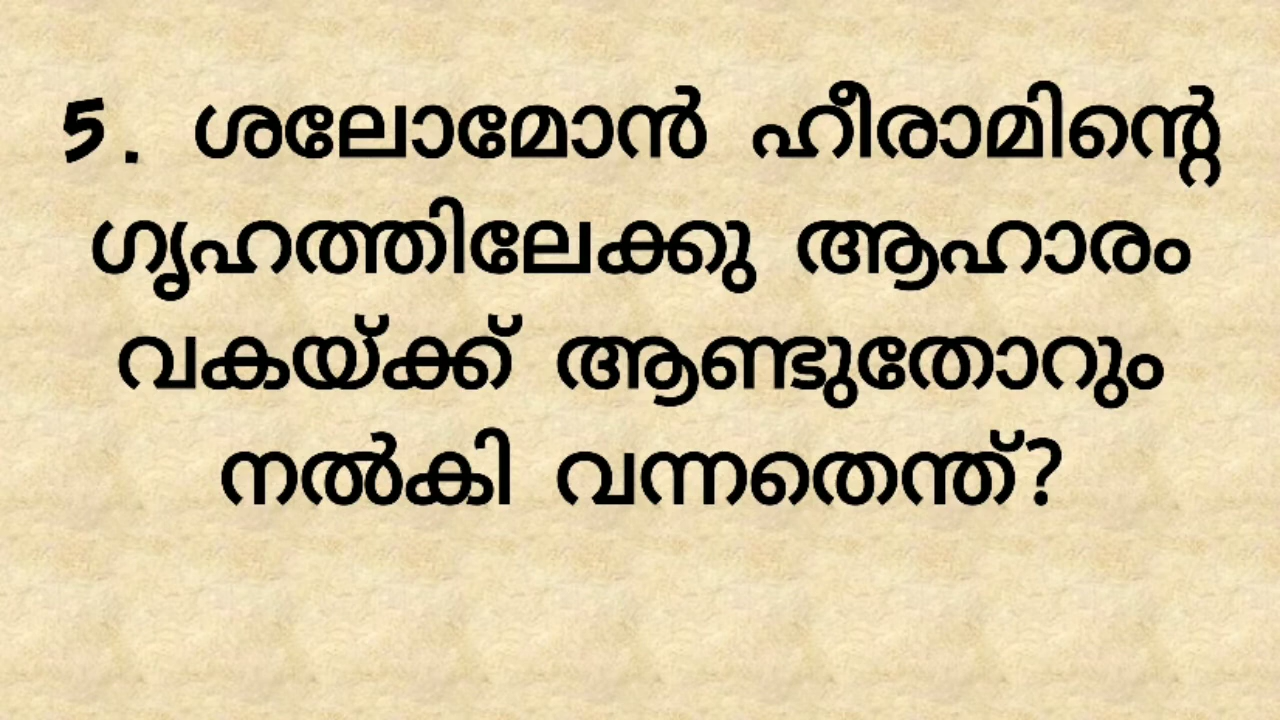 5. ശലോമോൻ ഹീരാമിന്റെ
ഗൃഹത്തിലേക്കു ആഹാരം
വകയ്ക്ക് ആണ്ടുതോറും
നൽകി വന്നതെന്ത്?